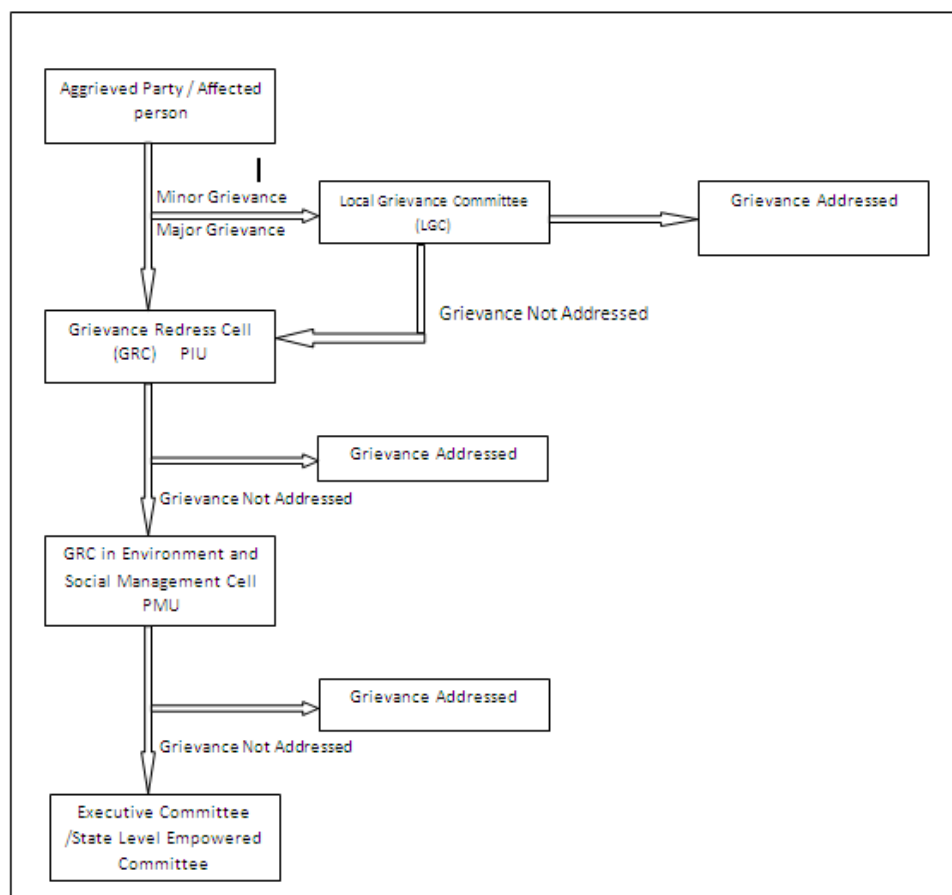 Aggrieved Party / Affected
person
Minor Grievance
Major Grievance
Local Grievance Committee
(LGC)
Grievance Addressed
Grievance Not Addressed
Grievance Redress Cell
(GRC) PIU
Grievance Addressed
Grievance Not Addressed
GRC in Environment and
Social Management Cell
PMU
Grievance Addressed
Grievance Not Addressed
Executive Committee
/State Level Empowered
Committee